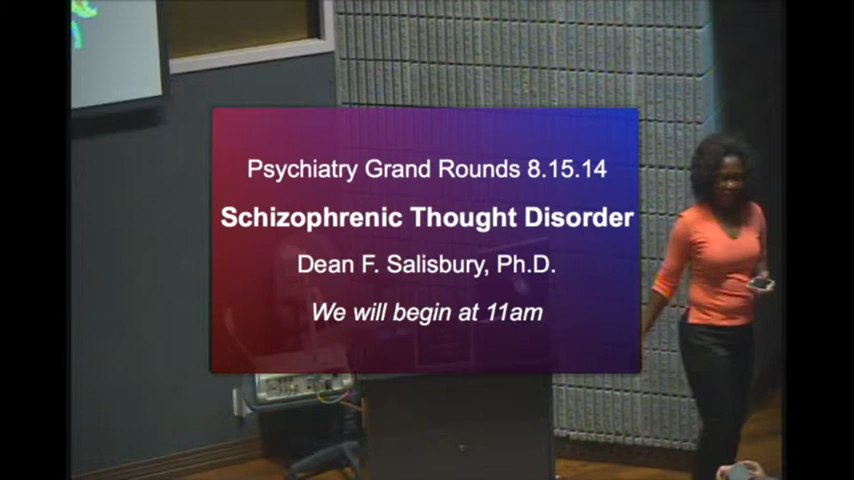 Psychiatry Grand Rounds 8.15.14
Schizophrenic Thought Disorder
Dean F. Salisbury, Ph.D.
We will begin at 11am